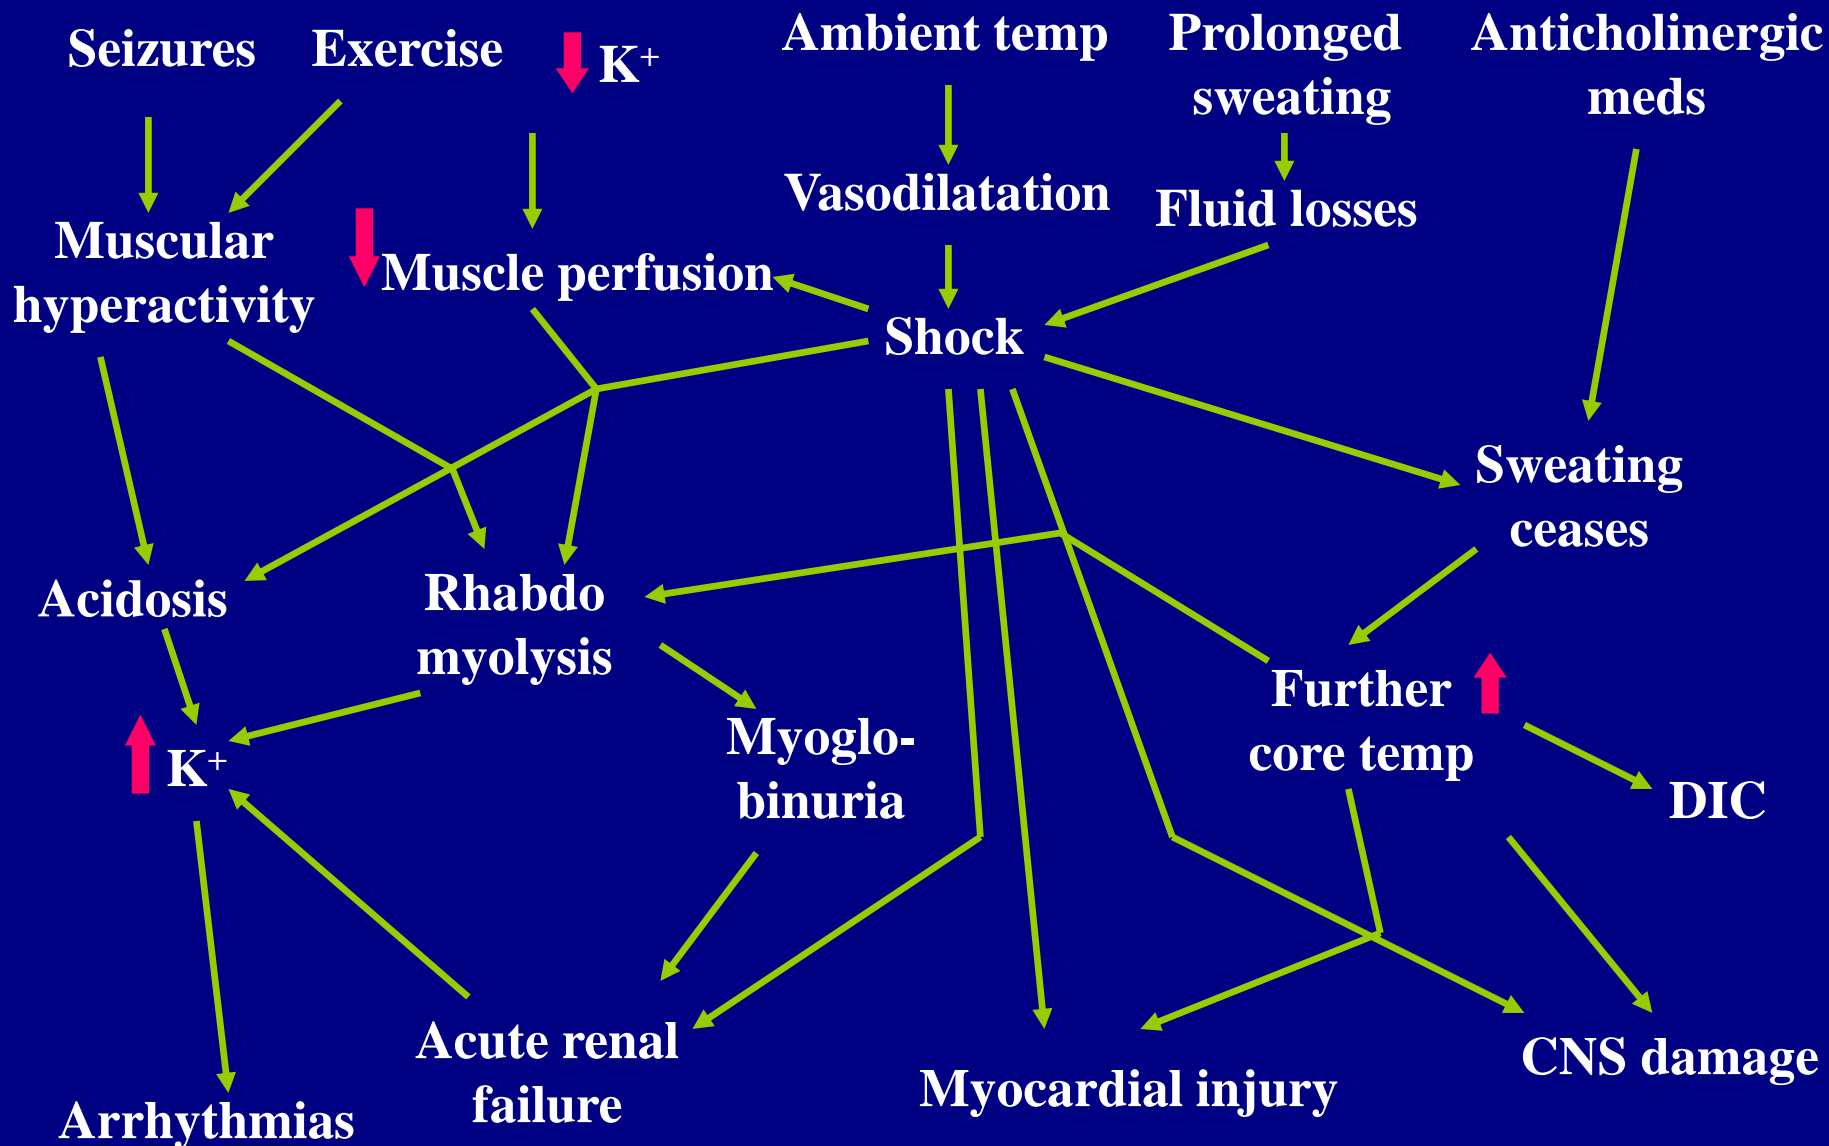 Seizures
Exercise
K+
Ambient temp
Prolonged
sweating
Anticholinergic
meds
Vasodilatation
Fluid losses
Muscular
hyperactivity
Muscle perfusion
Shock
Sweating
ceases
Acidosis
Rhabdo
myolysis
Further
core temp
K+
Myoglo-
binuria
DIC
Acute renal
failure
Myocardial injury
CNS damage
Arrhythmias